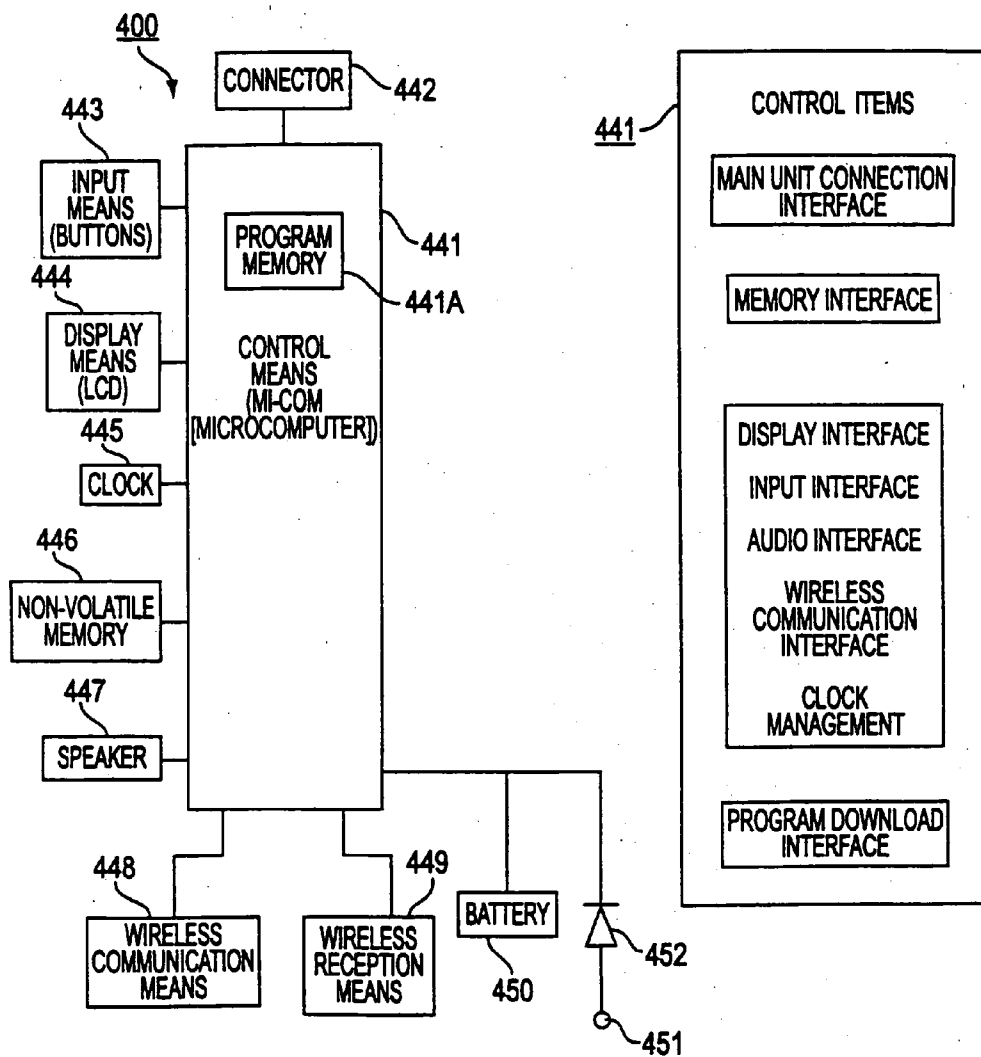 400
CONNECTOR
442
443
INPUT
MEANS
(BUTTONS)
444
DISPLAY
MEANS
(LCD)
445
CLOCK
446
NON-VOLATILE
MEMORY
447
SPEAKER
PROGRAM
MEMORY
441
441A
CONTROL
MEANS
(MI-COM
[MICROCOMPUTER])
448
WIRELESS
COMMUNICATION
MEANS
449
WIRELESS
RECEPTION
MEANS
BATTERY
450
452
451
441
CONTROL ITEMS
MAIN UNIT CONNECTION
INTERFACE
MEMORY INTERFACE
DISPLAY INTERFACE
INPUT INTERFACE
AUDIO INTERFACE
WIRELESS
COMMUNICATION
INTERFACE
CLOCK
MANAGEMENT
PROGRAM DOWNLOAD
INTERFACE